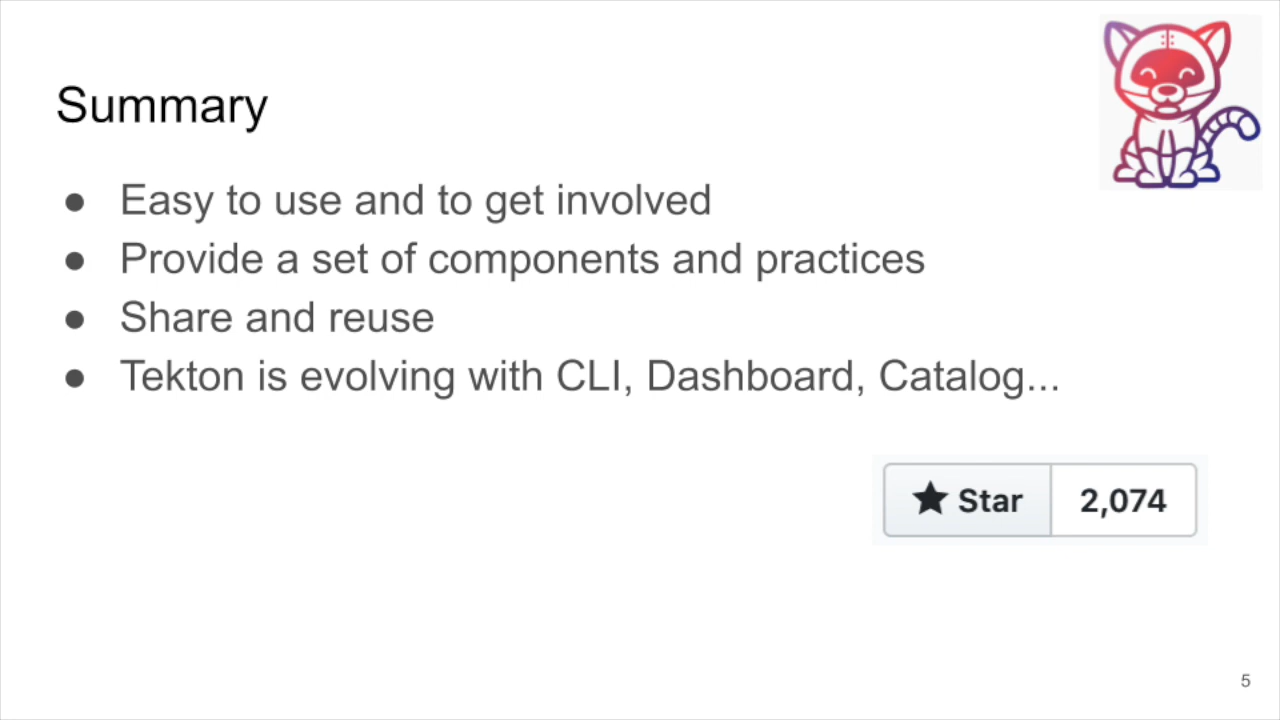 Summary
● Easy to use and to get involved
● Provide a set of components and practices
● Share and reuse
● Tekton is evolving with CLI, Dashboard, Catalog...
★ Star 2,074
5